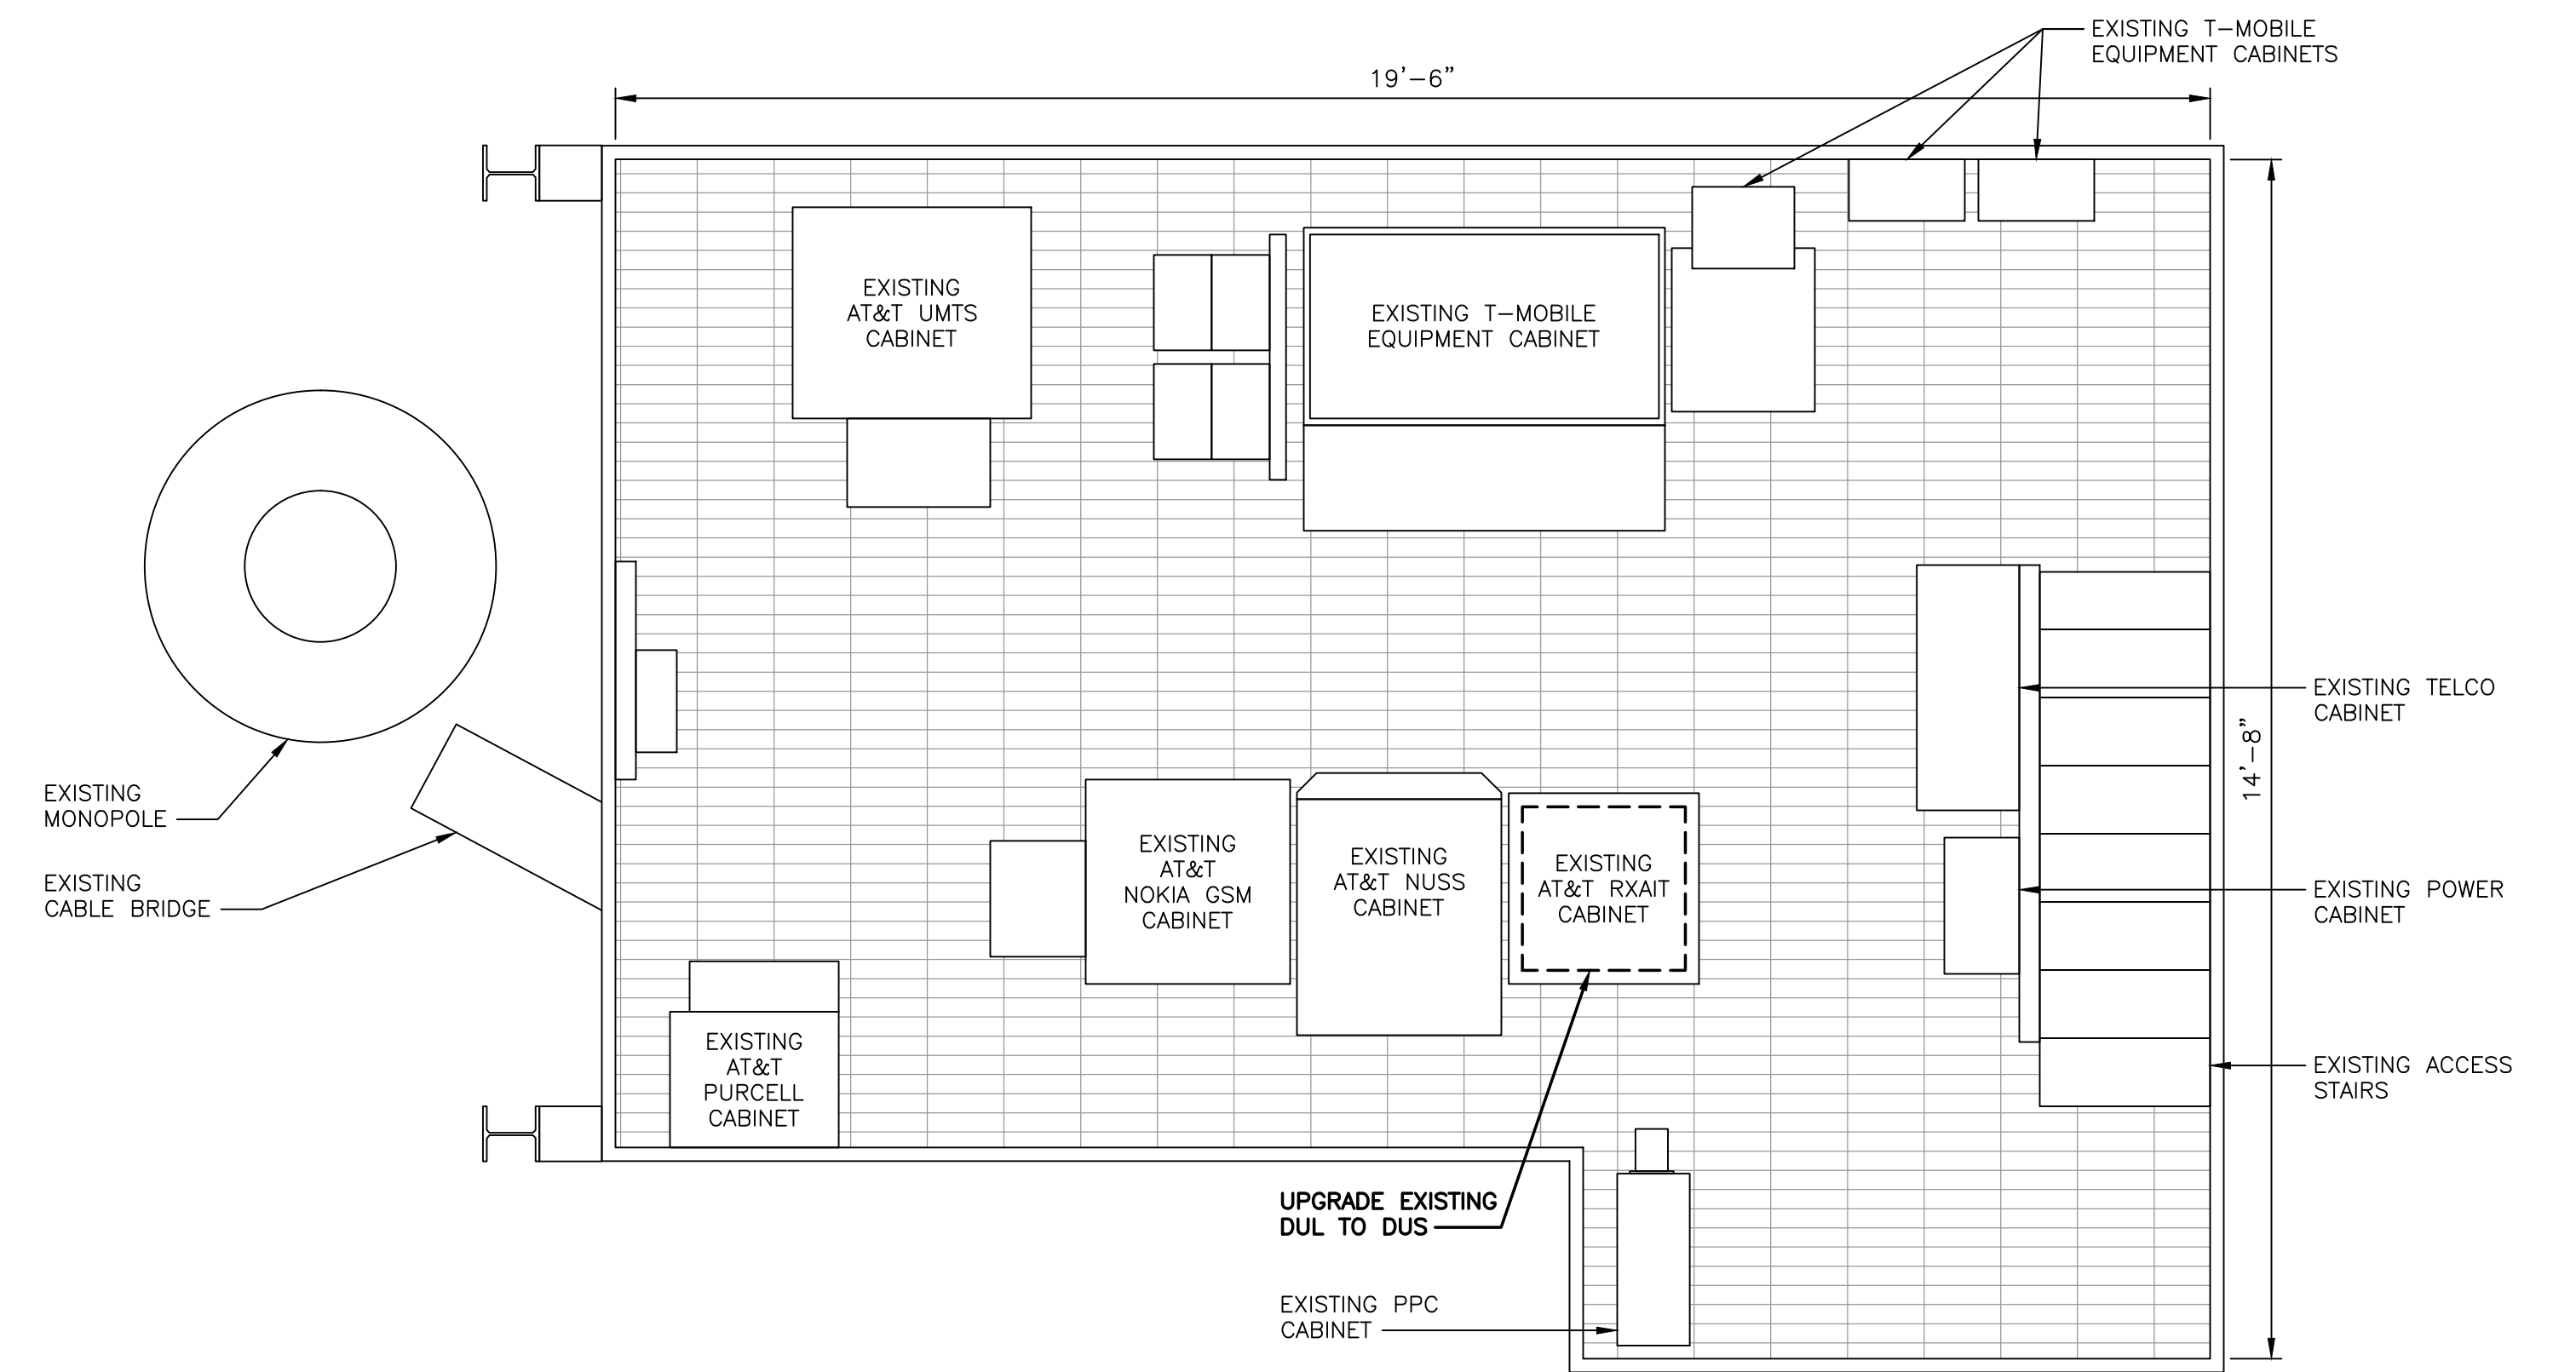 EXISTING T-MOBILE
EQUIPMENT CABINETS
19'-6"
EXISTING
AT&T UMTS
CABINET
EXISTING T-MOBILE
EQUIPMENT CABINET
EXISTING TELCO
CABINET
14'-8"
EXISTING
MONOPOLE
EXISTING
CABLE BRIDGE
EXISTING
AT&T
NOKIA GSM
CABINET
EXISTING
AT&T NUSS
CABINET
EXISTING
AT&T RXAIT
CABINET
EXISTING POWER
CABINET
EXISTING
AT&T
PURCELL
CABINET
EXISTING ACCESS
STAIRS
UPGRADE EXISTING
DUL TO DUS
EXISTING PPC
CABINET